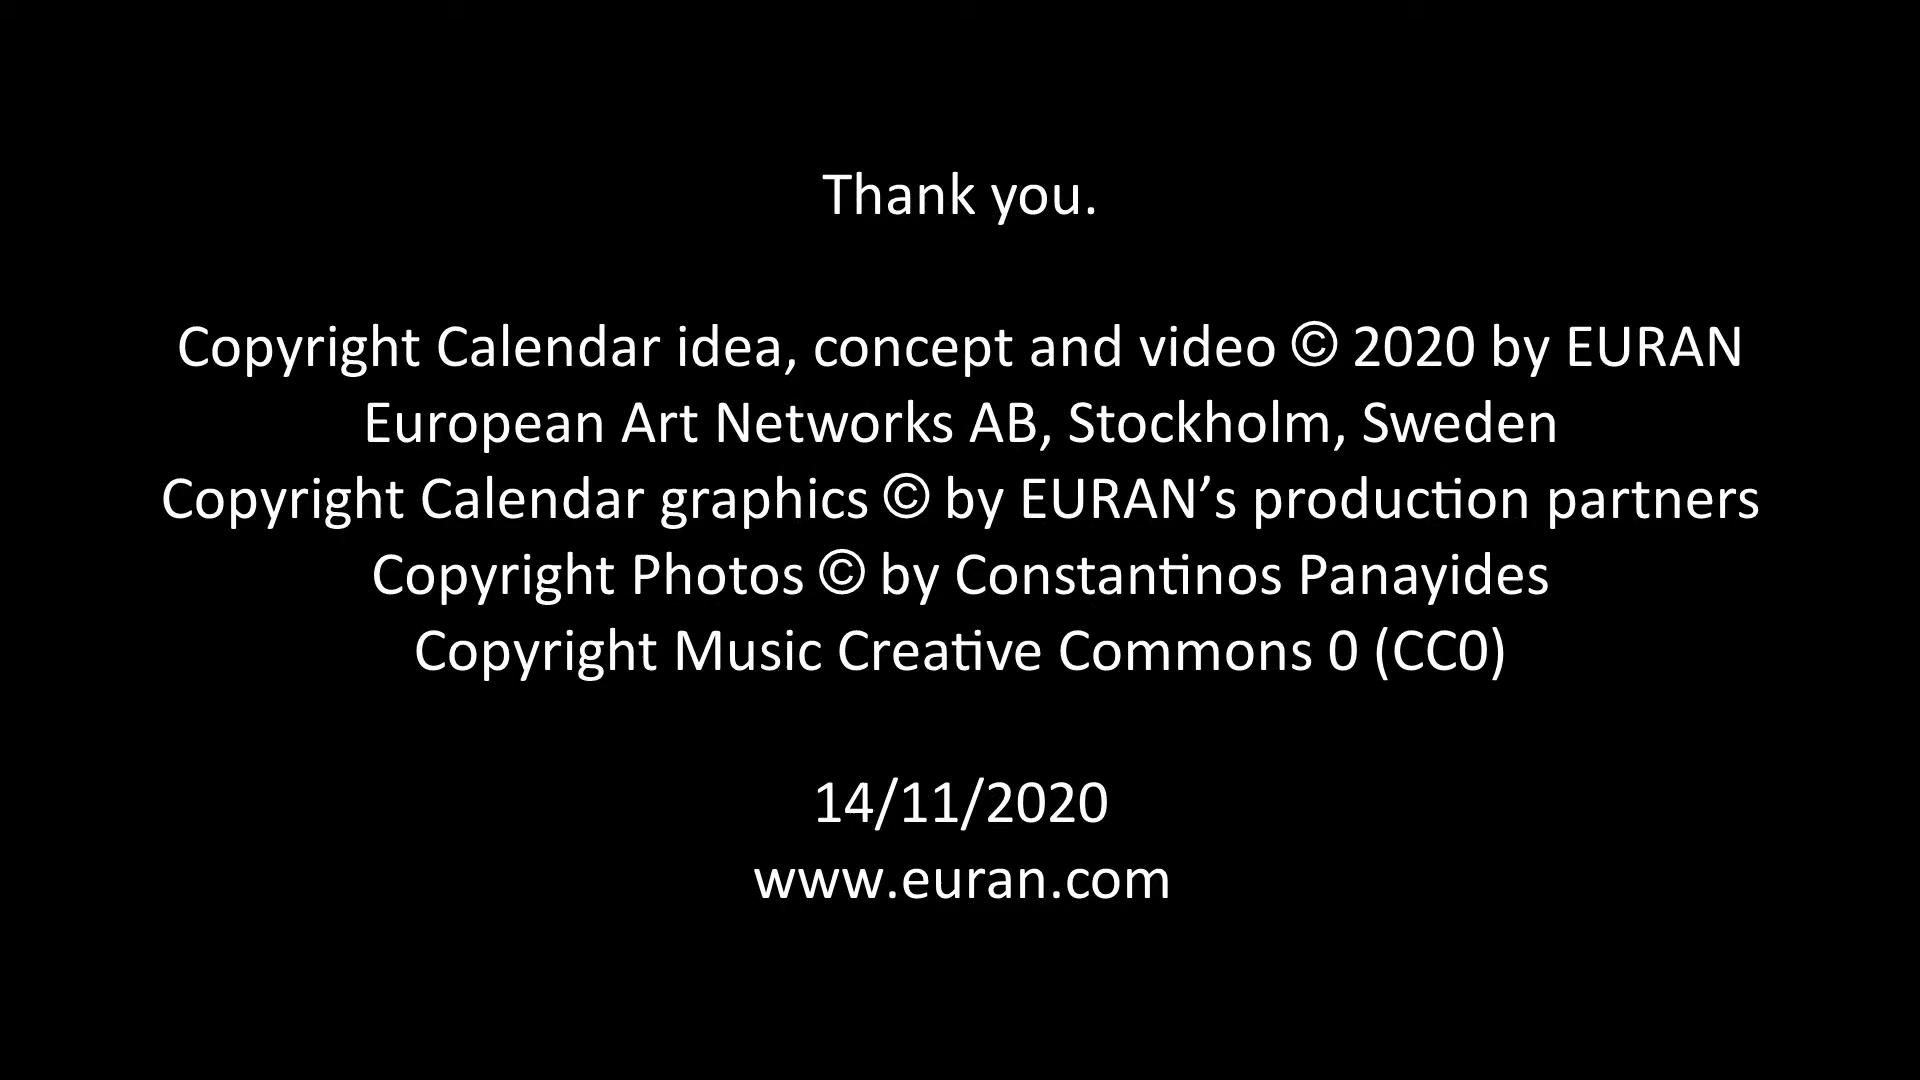 Thank you.
Copyright Calendar idea, concept and video © 2020 by EURAN
European Art Networks AB, Stockholm, Sweden
Copyright Calendar graphics © by EURAN’s production partners
Copyright Photos © by Constantinos Panayides
Copyright Music Creative Commons 0 (CC0)
14/11/2020
www.euran.com